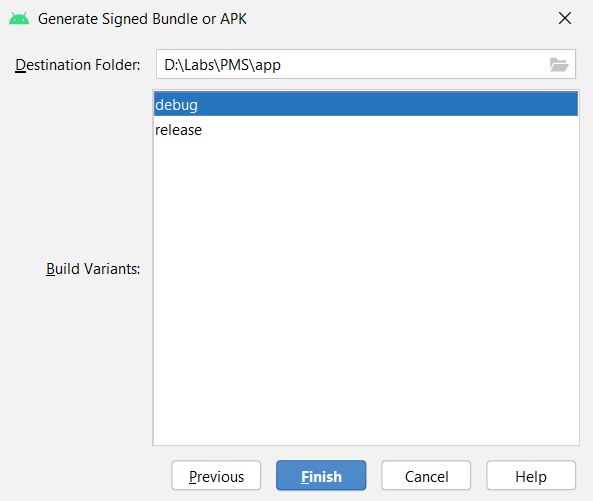 Generate Signed Bundle or APK
Destination Folder: D:\Labs\PMS\app
debug
release
Build Variants:
Previous Finish Cancel Help